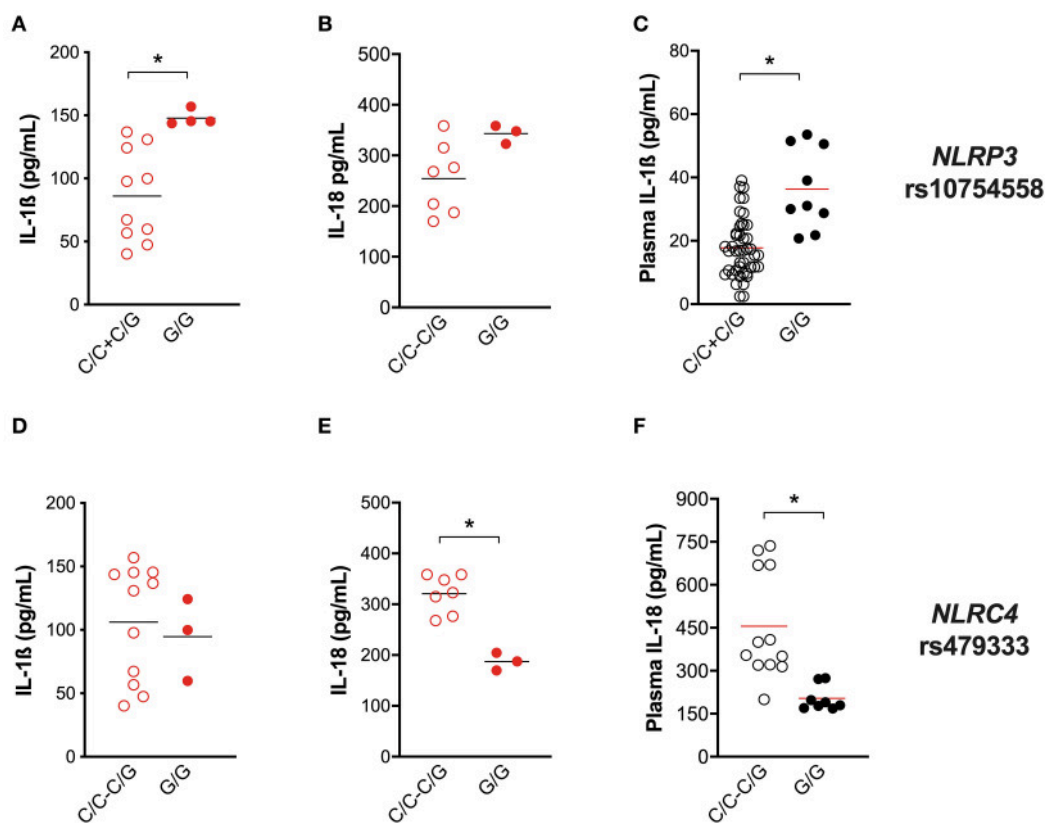 A
IL-1ß (pg/mL)
200
150
100
50
0
*
C/C+C/G
G/G
B
IL-18 pg/mL
500
400
300
200
100
0
C/C-C/G
G/G
C
Plasma IL-1ß (pg/mL)
80
60
40
20
0
*
C/C+C/G
G/G
NLRP3
rs10754558
D
IL-1ß (pg/mL)
200
150
100
50
0
C/C-C/G
G/G
E
IL-18 (pg/mL)
500
400
300
200
100
0
*
C/C-C/G
G/G
F
Plasma IL-18 (pg/mL)
900
750
600
450
300
150
0
*
C/C-C/G
G/G
NLRC4
rs479333